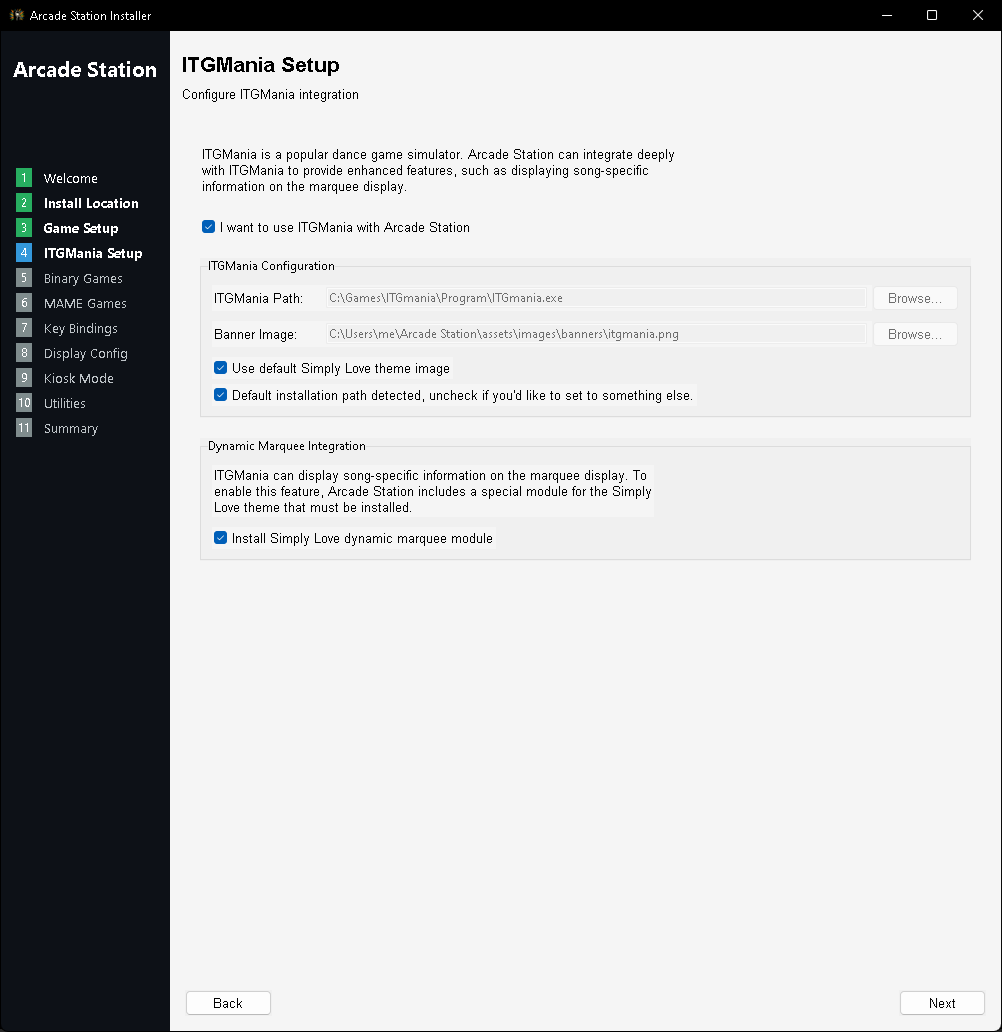 Arcade Station Installer
Arcade Station
1 Welcome
2 Install Location
3 Game Setup
4 ITGMania Setup
5 Binary Games
6 MAME Games
7 Key Bindings
8 Display Config
9 Kiosk Mode
10 Utilities
11 Summary
ITGMania Setup
Configure ITGMania integration
ITGMania is a popular dance game simulator. Arcade Station can integrate deeply
with ITGMania to provide enhanced features, such as displaying song-specific
information on the marquee display.
I want to use ITGMania with Arcade Station
ITGMania Configuration
ITGMania Path: C:\Games\ITGmania\Program\ITGmania.exe Browse...
Banner Image: C:\Users\me\Arcade Station\assets\images\banners\itgmania.png Browse...
Use default Simply Love theme image
Default installation path detected, uncheck if you'd like to set to something else.
Dynamic Marquee Integration
ITGMania can display song-specific information on the marquee display. To
enable this feature, Arcade Station includes a special module for the Simply
Love theme that must be installed.
Install Simply Love dynamic marquee module
Back Next